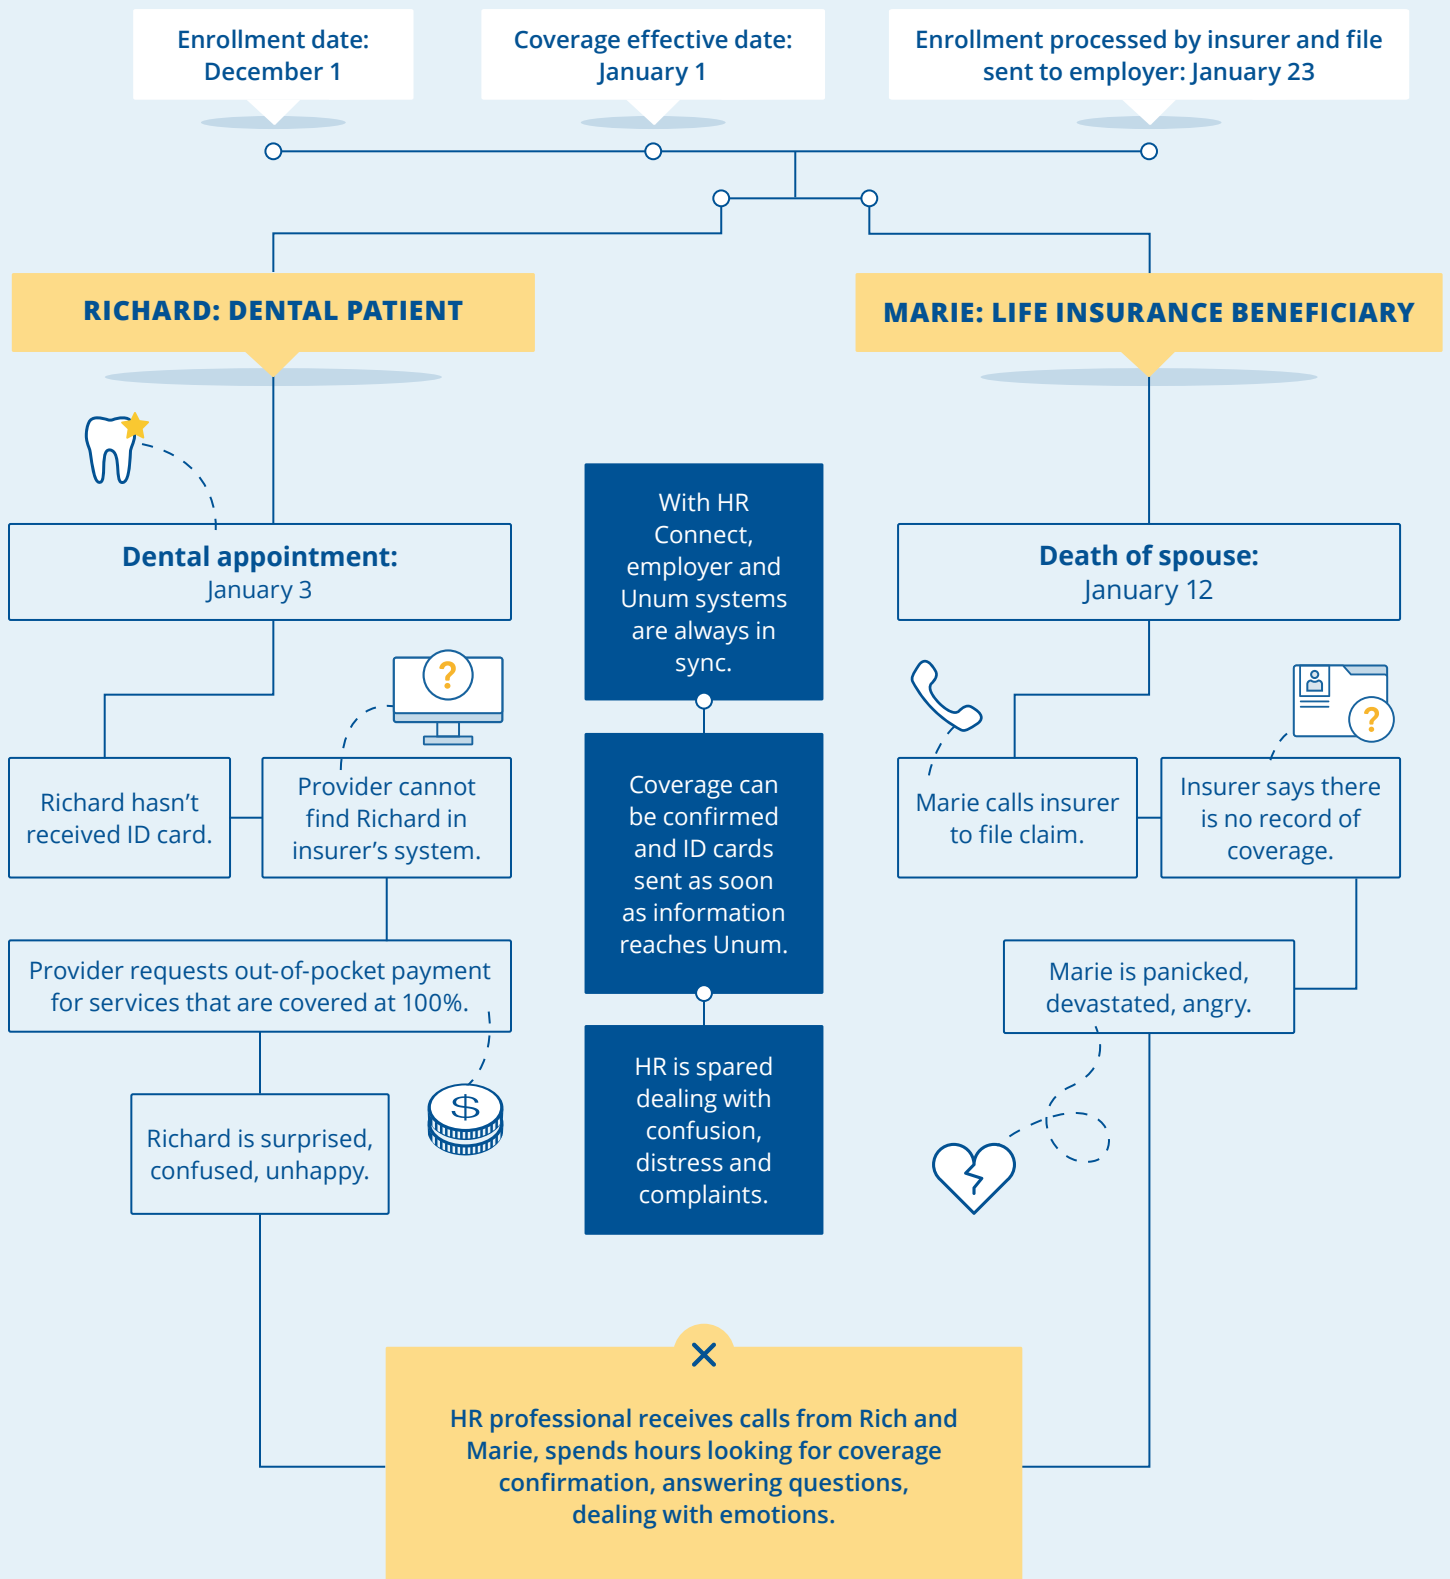 Enrollment date:
December 1
Coverage effective date:
January 1
Enrollment processed by insurer and file
sent to employer: January 23
RICHARD: DENTAL PATIENT
Dental appointment:
January 3
?
Richard hasn’t
received ID card.
Provider cannot
find Richard in
insurer’s system.
Provider requests out-of-pocket payment
for services that are covered at 100%.
$
Richard is surprised,
confused, unhappy.
With HR
Connect,
employer and
Unum systems
are always in
sync.
Coverage can
be confirmed
and ID cards
sent as soon
as information
reaches Unum.
HR is spared
dealing with
confusion,
distress and
complaints.
MARIE: LIFE INSURANCE BENEFICIARY
Death of spouse:
January 12
?
Marie calls insurer
to file claim.
Insurer says there
is no record of
coverage.
Marie is panicked,
devastated, angry.
HR professional receives calls from Rich and
Marie, spends hours looking for coverage
confirmation, answering questions,
dealing with emotions.